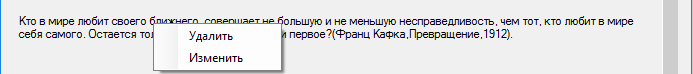 Кто в мире любит своего ближнего, совершает не большую и не меньшую несправедливость, чем тот, кто любит в мире
себя самого. Остается и первое?(Франц Кафка,Превращение,1912).
Удалить
Изменить